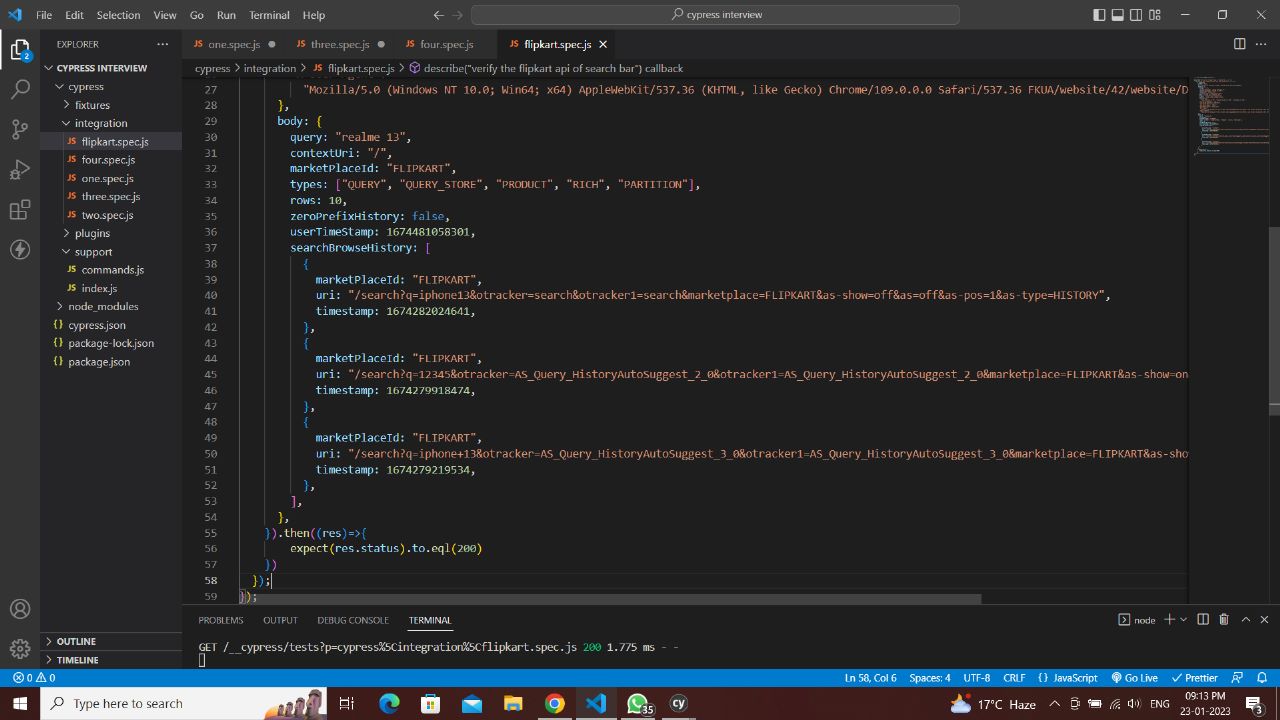 File Edit Selection View Go Run Terminal Help
cypress interview
EXPLORER
one.spec.js
three.spec.js
four.spec.js
flipkart.spec.js
2
CYPRESS INTERVIEW
cypress > integration > flipkart.spec.js > describe("verify the flipkart api of search bar") callback
cypress
fixtures
integration
flipkart.spec.js
four.spec.js
one.spec.js
three.spec.js
two.spec.js
plugins
support
commands.js
index.js
node_modules
cypress.json
package-lock.json
package.json
OUTLINE
TIMELINE
27 "Mozilla/5.0 (Windows NT 10.0; Win64; x64) AppleWebKit/537.36 (KHTML, like Gecko) Chrome/109.0.0.0 Safari/537.36 FKUA/website/42/website/D
28 },
29 body: {
30 query: "realme 13",
31 contextUri: "/",
32 marketPlaceId: "FLIPKART",
33 types: ["QUERY", "QUERY_STORE", "PRODUCT", "RICH", "PARTITION"],
34 rows: 10,
35 zeroPrefixHistory: false,
36 userTimeStamp: 1674481058301,
37 searchBrowseHistory: [
38 {
39 marketPlaceId: "FLIPKART",
40 uri: "/search?q=iphone13&otracker=search&otracker1=search&marketplace=FLIPKART&as-show=off&as=off&as-pos=1&as-type=HISTORY",
41 timestamp: 1674282024641,
42 },
43 {
44 marketPlaceId: "FLIPKART",
45 uri: "/search?q=12345&otracker=AS_Query_HistoryAutoSuggest_2_0&otracker1=AS_Query_HistoryAutoSuggest_2_0&marketplace=FLIPKART&as-show=on
46 timestamp: 1674279918474,
47 },
48 {
49 marketPlaceId: "FLIPKART",
50 uri: "/search?q=iphone+13&otracker=AS_Query_HistoryAutoSuggest_3_0&otracker1=AS_Query_HistoryAutoSuggest_3_0&marketplace=FLIPKART&as-sho
51 timestamp: 1674279219534,
52 },
53 ],
54 },
55 }).then((res)=>{
56 expect(res.status).to.eql(200)
57 })
58 });
59 });
PROBLEMS OUTPUT DEBUG CONSOLE TERMINAL
node
GET /__cypress/tests?p=cypress%5Cintegration%5Cflipkart.spec.js 200 1.775 ms - -
0 0
Ln 58, Col 6 Spaces: 4 UTF-8 CRLF {} JavaScript Go Live Prettier
Type here to search
35
cy
17°C Haze
ENG
09:13 PM
23-01-2023
3